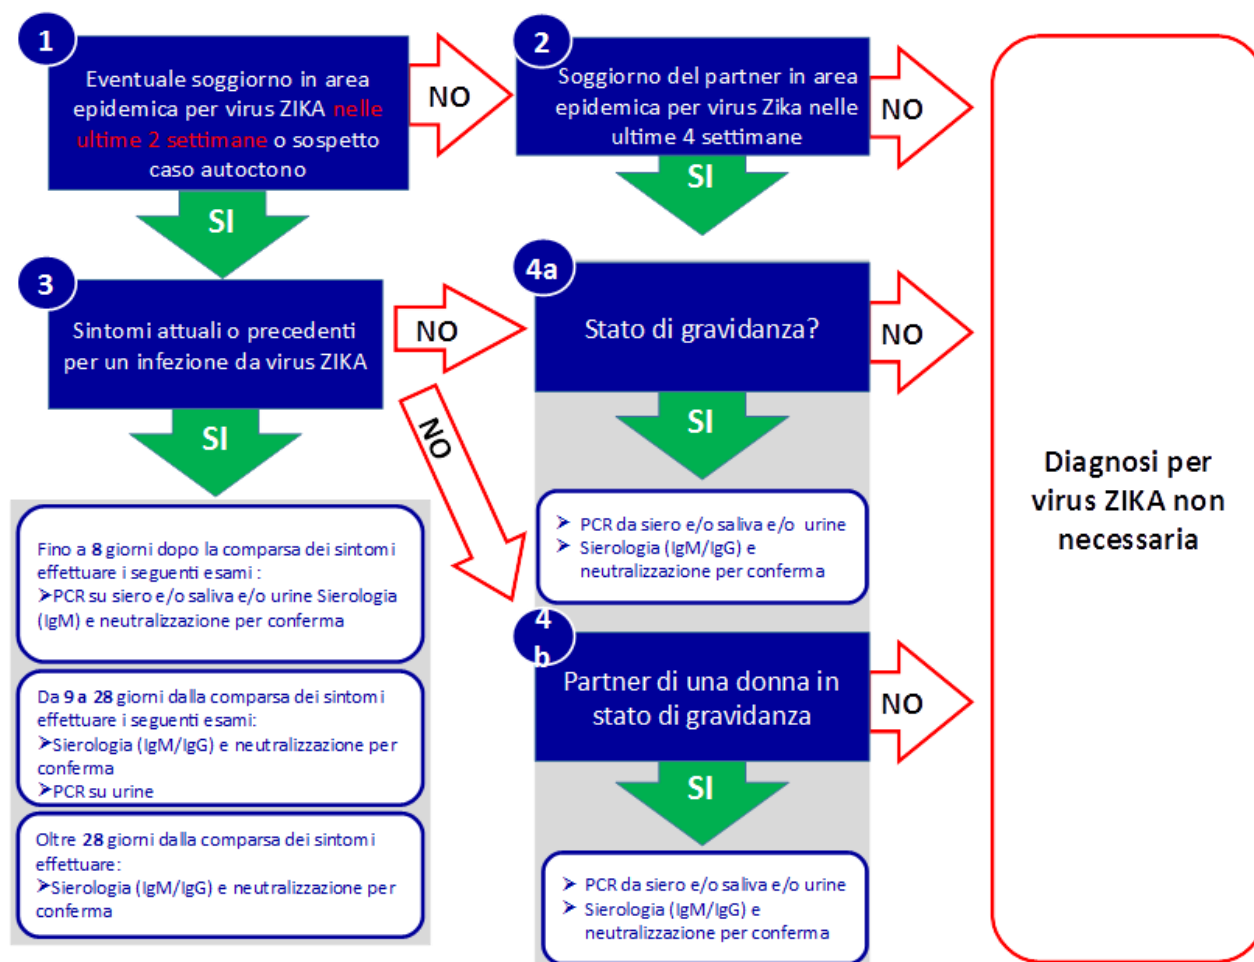 1
Eventuale soggiorno in area
epidemica per virus ZIKA nelle
ultime 2 settimane o sospetto
caso autoctono
NO
2
Soggiorno del partner in area
epidemica per virus Zika nelle
ultime 4 settimane
NO
SI
SI
3
Sintomi attuali o precedenti
per un infezione da virus ZIKA
NO
4a
Stato di gravidanza?
NO
SI
NO
SI
Fino a 8 giorni dopo la comparsa dei sintomi
effettuare i seguenti esami :
➤PCR su siero e/o saliva e/o urine Sierologia
(IgM) e neutralizzazione per conferma
Da 9 a 28 giorni dalla comparsa dei sintomi
effettuare i seguenti esami:
➤Sierologia (IgM/IgG) e neutralizzazione per
conferma
➤PCR su urine
Oltre 28 giorni dalla comparsa dei sintomi
effettuare:
➤Sierologia (IgM/IgG) e neutralizzazione per
conferma
➤ PCR da siero e/o saliva e/o urine
➤ Sierologia (IgM/IgG) e
neutralizzazione per conferma
4
b
Partner di una donna in
stato di gravidanza
NO
SI
➤ PCR da siero e/o saliva e/o urine
➤ Sierologia (IgM/IgG) e
neutralizzazione per conferma
Diagnosi per
virus ZIKA non
necessaria